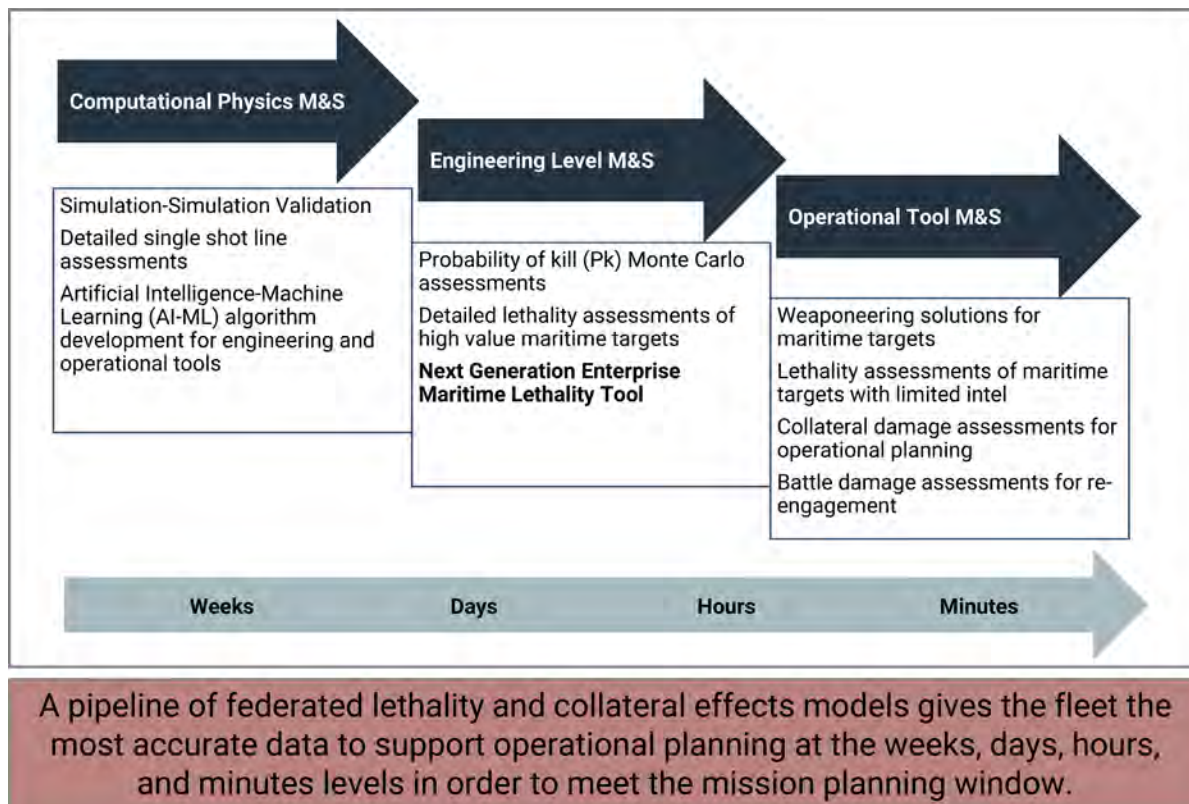 Computational Physics M&S
Simulation-Simulation Validation
Detailed single shot line
assessments
Artificial Intelligence-Machine
Learning (AI-ML) algorithm
development for engineering and
operational tools
Engineering Level M&S
Probability of kill (Pk) Monte Carlo
assessments
Detailed lethality assessments of
high value maritime targets
Next Generation Enterprise
Maritime Lethality Tool
Operational Tool M&S
Weaponeering solutions for
maritime targets
Lethality assessments of maritime
targets with limited intel
Collateral damage assessments for
operational planning
Battle damage assessments for re-
engagement
Weeks Days Hours Minutes
A pipeline of federated lethality and collateral effects models gives the fleet the
most accurate data to support operational planning at the weeks, days, hours,
and minutes levels in order to meet the mission planning window.